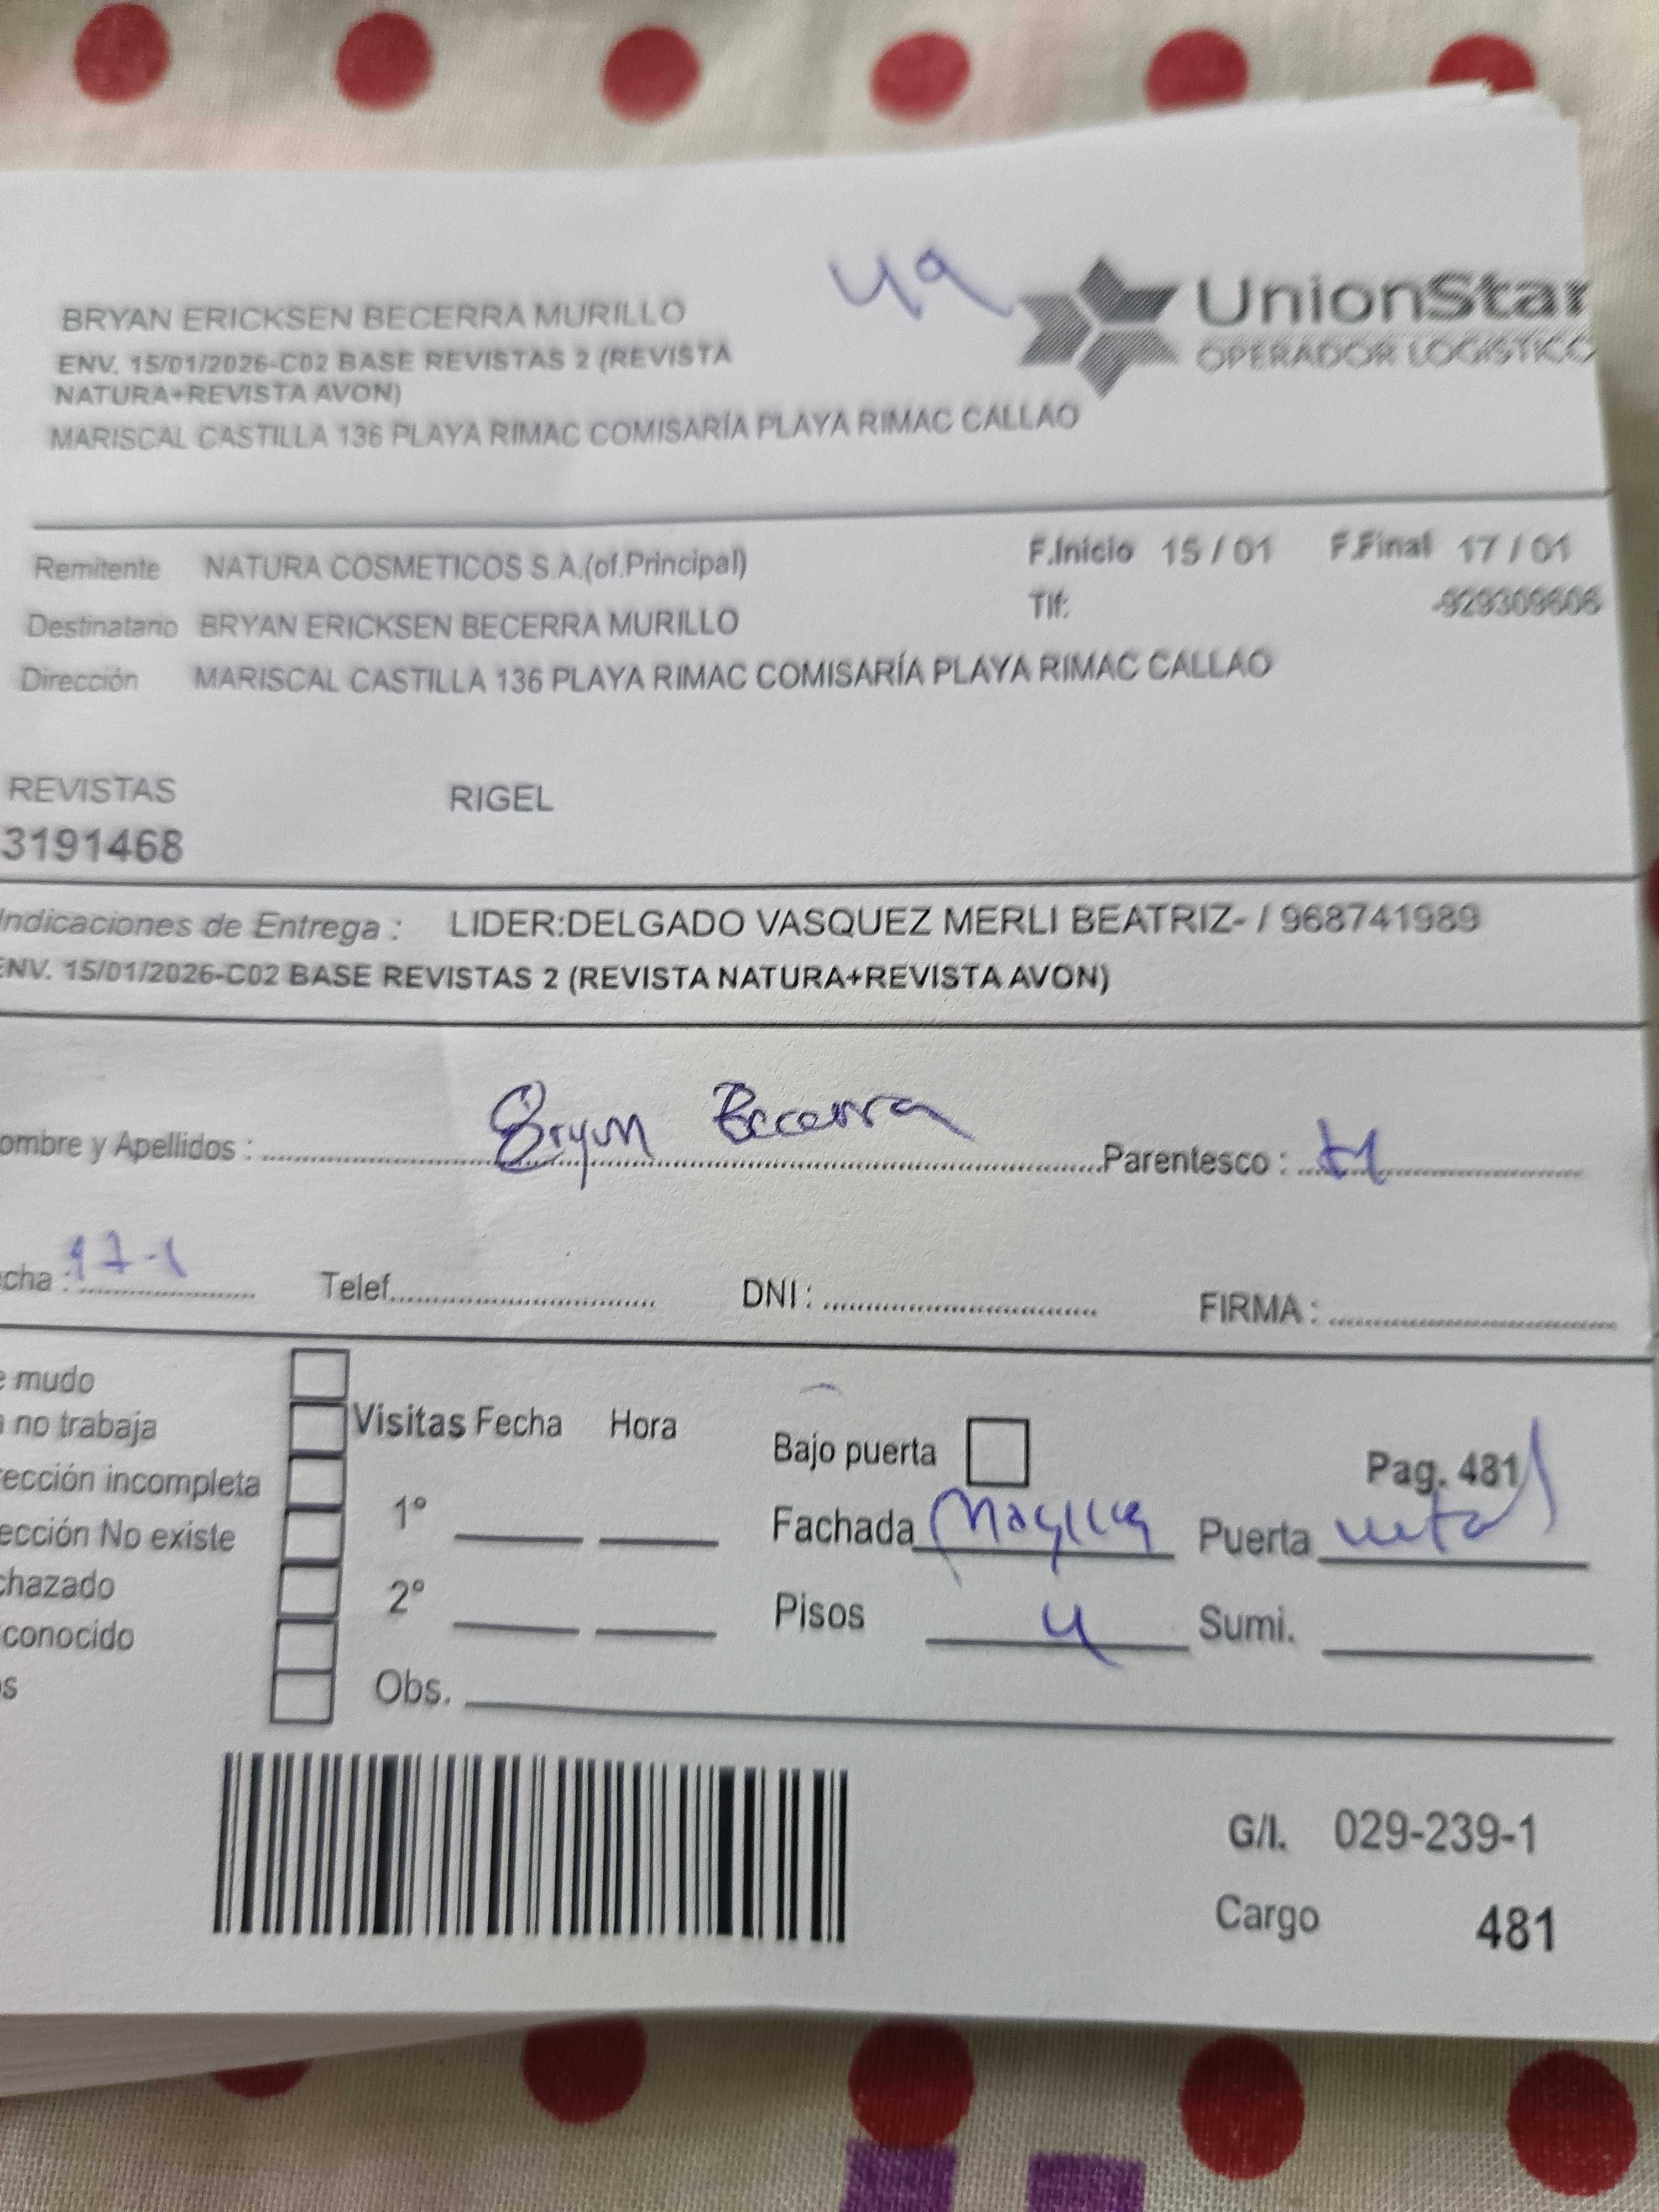 49
UnionStar
OPERADOR LOGISTICO
BRYAN ERICKSEN BECERRA MURILLO
ENV. 15/01/2026-C02 BASE REVISTAS 2 (REVISTA
NATURA+REVISTA AVON)
MARISCAL CASTILLA 136 PLAYA RIMAC COMISARÍA PLAYA RIMAC CALLAO
Remitente NATURA COSMETICOS S.A.(of.Principal) F.Inicio 15 / 01 F.Final 17 / 01
Destinatario BRYAN ERICKSEN BECERRA MURILLO Tlf: -929309606
Dirección MARISCAL CASTILLA 136 PLAYA RIMAC COMISARÍA PLAYA RIMAC CALLAO
REVISTAS RIGEL
3191468
Indicaciones de Entrega : LIDER:DELGADO VASQUEZ MERLI BEATRIZ- / 968741989
ENV. 15/01/2026-C02 BASE REVISTAS 2 (REVISTA NATURA+REVISTA AVON)
ombre y Apellidos : Bryan Becerra Parentesco :
cha : 17-1 Telef. DNI : FIRMA :
e mudo
a no trabaja Visitas Fecha Hora Bajo puerta Pag. 481
rección incompleta
ección No existe 1° Fachada Puerta metal
chazado
conocido 2° Pisos 4 Sumi.
os Obs.
G/I. 029-239-1
Cargo 481